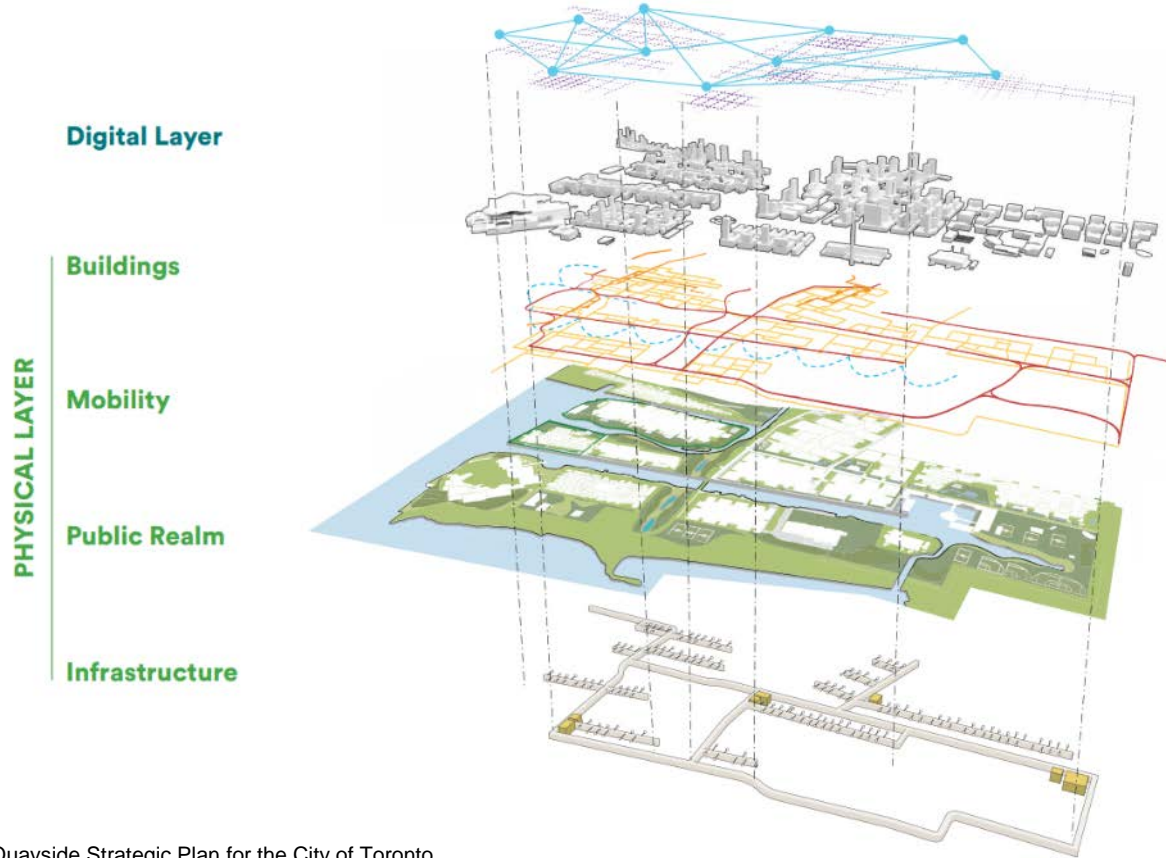 Digital Layer
Buildings
PHYSICAL LAYER
Mobility
Public Realm
Infrastructure
Quayside Strategic Plan for the City of Toronto